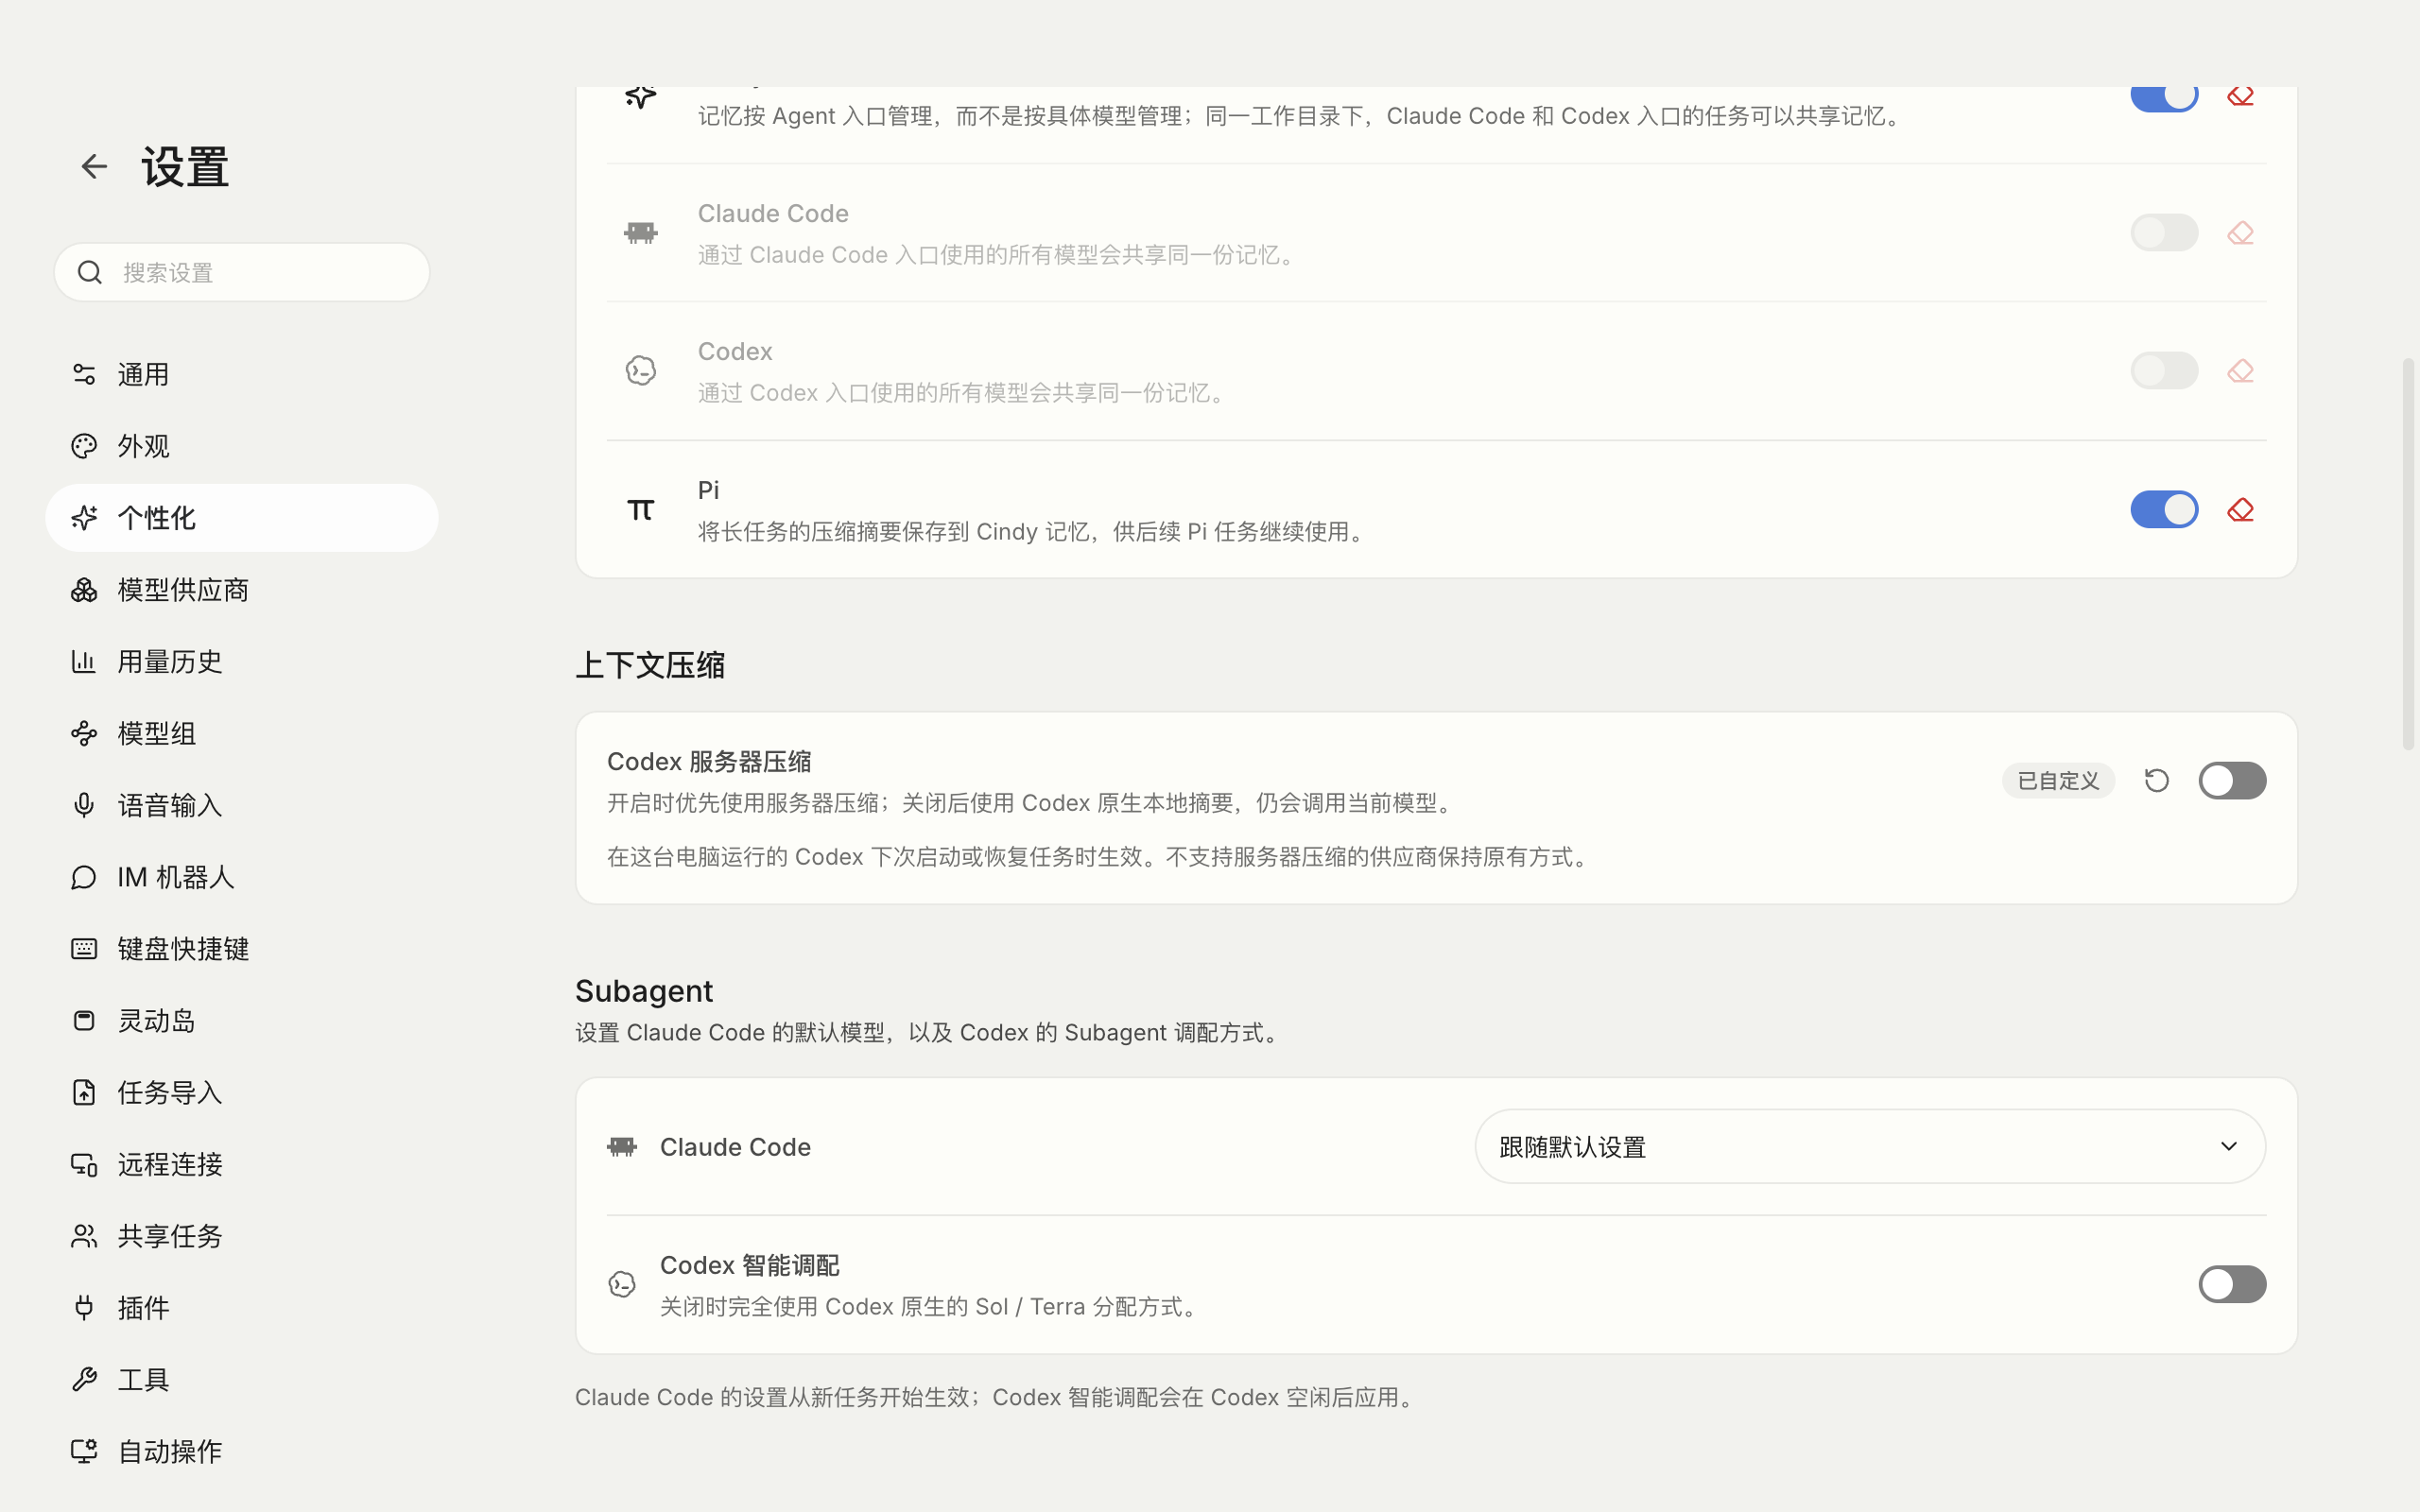 设置
搜索设置
通用
外观
个性化
模型供应商
用量历史
模型组
语音输入
IM 机器人
键盘快捷键
灵动岛
任务导入
远程连接
共享任务
插件
工具
自动操作
记忆按 Agent 入口管理，而不是按具体模型管理；同一工作目录下，Claude Code 和 Codex 入口的任务可以共享记忆。
Claude Code
通过 Claude Code 入口使用的所有模型会共享同一份记忆。
Codex
通过 Codex 入口使用的所有模型会共享同一份记忆。
Pi
将长任务的压缩摘要保存到 Cindy 记忆，供后续 Pi 任务继续使用。
上下文压缩
Codex 服务器压缩
已自定义
开启时优先使用服务器压缩；关闭后使用 Codex 原生本地摘要，仍会调用当前模型。
在这台电脑运行的 Codex 下次启动或恢复任务时生效。不支持服务器压缩的供应商保持原有方式。
Subagent
设置 Claude Code 的默认模型，以及 Codex 的 Subagent 调配方式。
Claude Code
跟随默认设置
Codex 智能调配
关闭时完全使用 Codex 原生的 Sol / Terra 分配方式。
Claude Code 的设置从新任务开始生效；Codex 智能调配会在 Codex 空闲后应用。